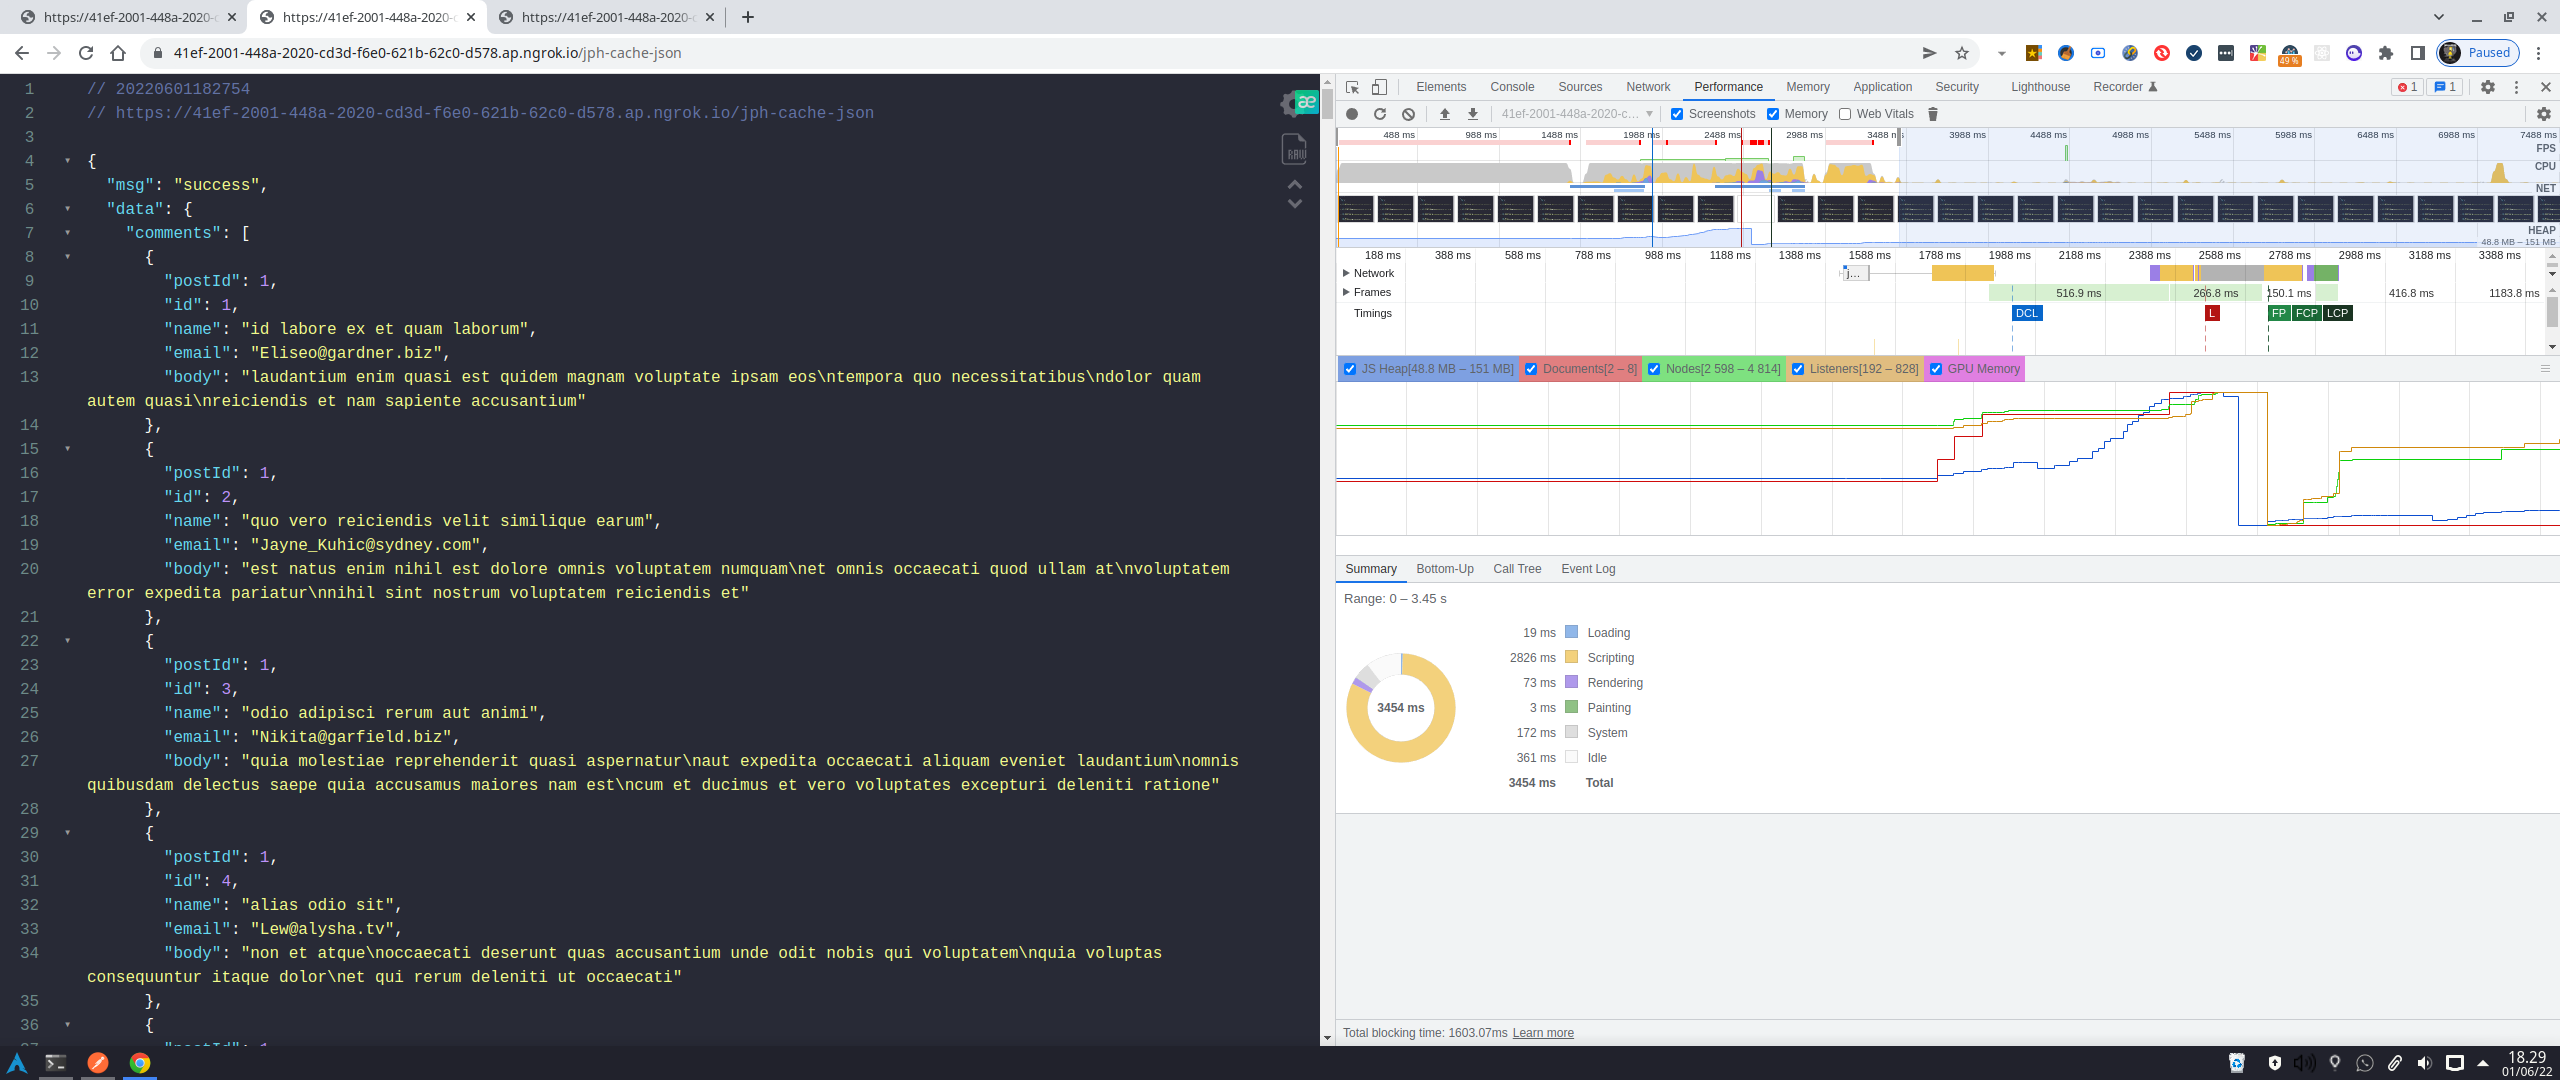 https://41ef-2001-448a-2020-c
https://41ef-2001-448a-2020-c
https://41ef-2001-448a-2020-c
41ef-2001-448a-2020-cd3d-f6e0-621b-62c0-d578.ap.ngrok.io/jph-cache-json
49 %
Paused
1 // 20220601182754
2 // https://41ef-2001-448a-2020-cd3d-f6e0-621b-62c0-d578.ap.ngrok.io/jph-cache-json
3
4 {
5 "msg": "success",
6 "data": {
7 "comments": [
8 {
9 "postId": 1,
10 "id": 1,
11 "name": "id labore ex et quam laborum",
12 "email": "Eliseo@gardner.biz",
13 "body": "laudantium enim quasi est quidem magnam voluptate ipsam eos\ntempora quo necessitatibus\ndolor quam
autem quasi\nreiciendis et nam sapiente accusantium"
14 },
15 {
16 "postId": 1,
17 "id": 2,
18 "name": "quo vero reiciendis velit similique earum",
19 "email": "Jayne_Kuhic@sydney.com",
20 "body": "est natus enim nihil est dolore omnis voluptatem numquam\net omnis occaecati quod ullam at\nvoluptatem
error expedita pariatur\nnihil sint nostrum voluptatem reiciendis et"
21 },
22 {
23 "postId": 1,
24 "id": 3,
25 "name": "odio adipisci rerum aut animi",
26 "email": "Nikita@garfield.biz",
27 "body": "quia molestiae reprehenderit quasi aspernatur\naut expedita occaecati aliquam eveniet laudantium\nomnis
quibusdam delectus saepe quia accusamus maiores nam est\ncum et ducimus et vero voluptates excepturi deleniti ratione"
28 },
29 {
30 "postId": 1,
31 "id": 4,
32 "name": "alias odio sit",
33 "email": "Lew@alysha.tv",
34 "body": "non et atque\noccaecati deserunt quas accusantium unde odit nobis qui voluptatem\nquia voluptas
consequuntur itaque dolor\net qui rerum deleniti ut occaecati"
35 },
36 {
æ
RAW
Elements Console Sources Network Performance Memory Application Security Lighthouse Recorder 1 1
41ef-2001-448a-2020-c... Screenshots Memory Web Vitals
488 ms 988 ms 1488 ms 1988 ms 2488 ms 2988 ms 3488 ms 3988 ms 4488 ms 4988 ms 5488 ms 5988 ms 6488 ms 6988 ms 7488 ms
FPS
CPU
NET
HEAP
48.8 MB – 151 MB
188 ms 388 ms 588 ms 788 ms 988 ms 1188 ms 1388 ms 1588 ms 1788 ms 1988 ms 2188 ms 2388 ms 2588 ms 2788 ms 2988 ms 3188 ms 3388 ms
Network j...
Frames 516.9 ms 266.8 ms 150.1 ms 416.8 ms 1183.8 ms
Timings DCL L FP FCP LCP
JS Heap[48.8 MB – 151 MB] Documents[2 – 8] Nodes[2 598 – 4 814] Listeners[192 – 828] GPU Memory
Summary Bottom-Up Call Tree Event Log
Range: 0 – 3.45 s
19 ms Loading
2826 ms Scripting
73 ms Rendering
3 ms Painting
172 ms System
361 ms Idle
3454 ms Total
3454 ms
Total blocking time: 1603.07ms Learn more
18.29
01/06/22